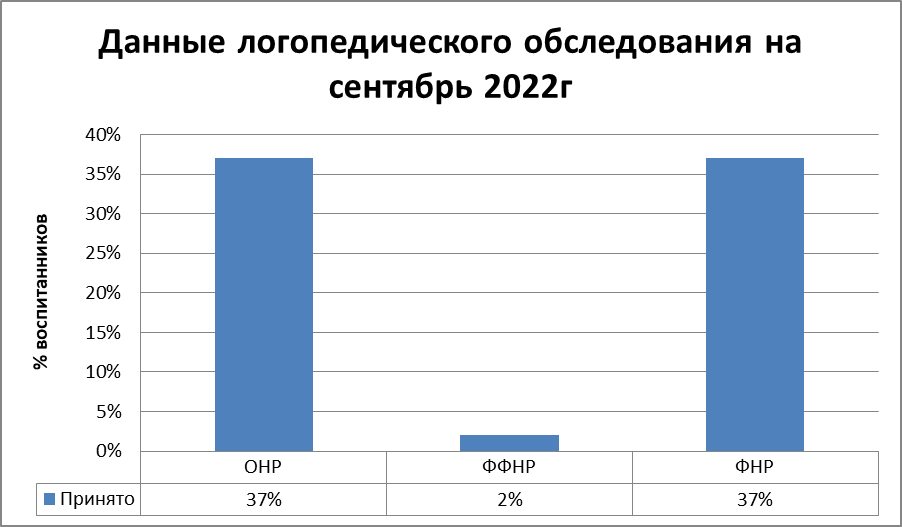 Данные логопедического обследования на
сентябрь 2022г
% воспитанников
40%
35%
30%
25%
20%
15%
10%
5%
0%
ОНР ФФНР ФНР
Принято 37% 2% 37%